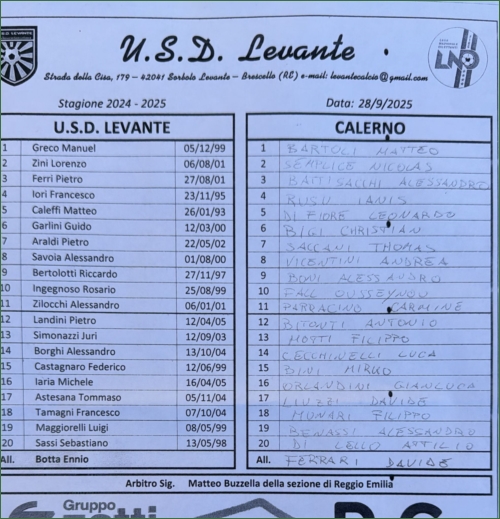 U.S.D. LEVANTE
U.S.D. Levante
LND
Strada della Cisa, 179 – 42041 Sorbolo Levante – Brescello (RE) e-mail: levantecalcio@gmail.com
Stagione 2024 - 2025 Data: 28/9/2025
U.S.D. LEVANTE CALERNO
1 Greco Manuel 05/12/99 1 BARTOLI MATTEO
2 Zini Lorenzo 06/08/01 2 SEMPLICE NICOLAS
3 Ferri Pietro 27/08/01 3 BATTISACCHI ALESSANDRO
4 Iori Francesco 23/11/95 4 RUSU IANIS
5 Caleffi Matteo 26/01/93 5 DI FIORE LEONARDO
6 Garlini Guido 12/03/00 6 BIGI CHRISTIAN
7 Araldi Pietro 22/05/02 7 SACCANI THOMAS
8 Savoia Alessandro 01/08/00 8 VICENTINI ANDREA
9 Bertolotti Riccardo 27/11/97 9 BONI ALESSANDRO
10 Ingegnoso Rosario 25/08/99 10 FALL OUSSEYNOU
11 Zilocchi Alessandro 06/01/01 11 PARRACINO CARMINE
12 Landini Pietro 12/04/05 12 BITONTI ANTONIO
13 Simonazzi Juri 12/09/03 13 MOTTI FILIPPO
14 Borghi Alessandro 13/10/04 14 CECCHINELLI LUCA
15 Castagnaro Federico 12/06/99 15 BINI MIRKO
16 Iaria Michele 16/04/05 16 ORLANDINI GIANLUCA
17 Astesana Tommaso 05/11/04 17 LIUZZI DAVIDE
18 Tamagni Francesco 07/10/04 18 MUNARI FILIPPO
19 Maggiorelli Luigi 08/05/99 19 BENASSI ALESSANDRO
20 Sassi Sebastiano 13/05/98 20 DI LELLO ATTILIO
All. Botta Ennio All. FERRARI DAVIDE
Arbitro Sig. Matteo Buzzella della sezione di Reggio Emilia
Gruppo